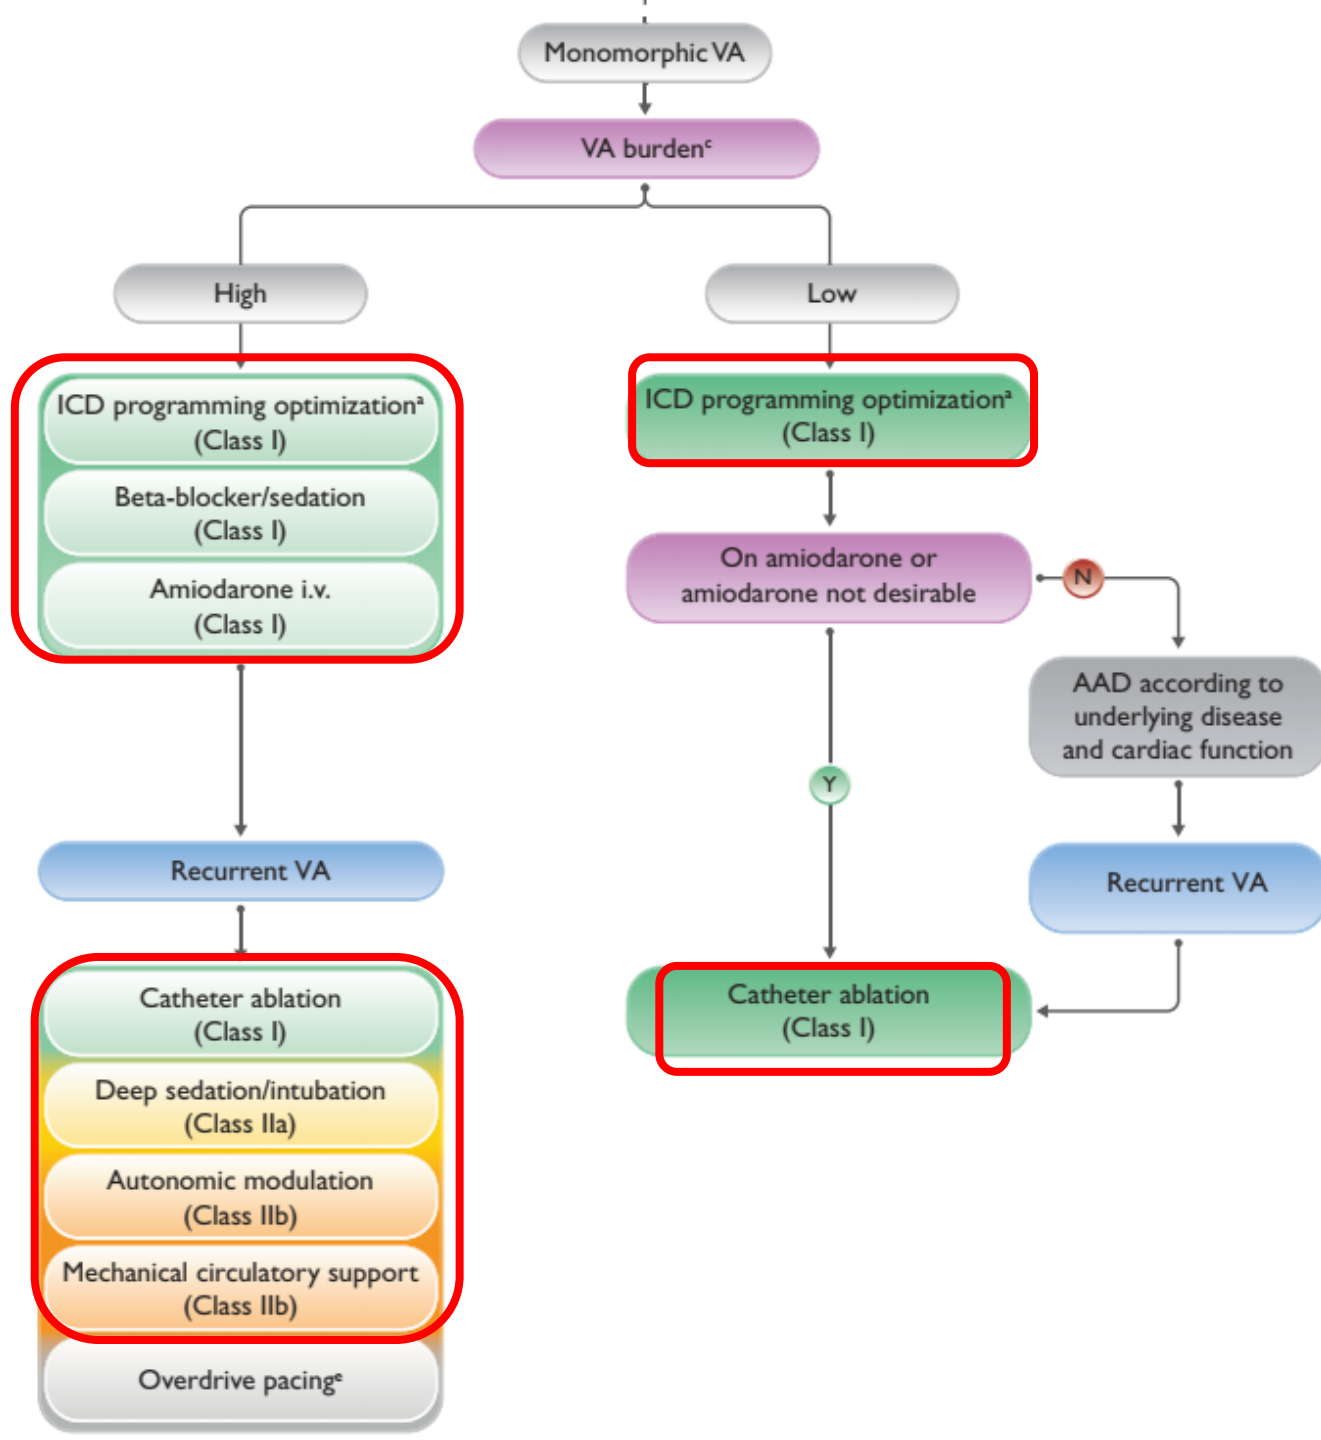 Monomorphic VA
VA burdenᶜ
High
Low
ICD programming optimizationᵃ
(Class I)
Beta-blocker/sedation
(Class I)
Amiodarone i.v.
(Class I)
Recurrent VA
Catheter ablation
(Class I)
Deep sedation/intubation
(Class IIa)
Autonomic modulation
(Class IIb)
Mechanical circulatory support
(Class IIb)
Overdrive pacingᵉ
ICD programming optimizationᵃ
(Class I)
On amiodarone or
amiodarone not desirable
N
AAD according to
underlying disease
and cardiac function
Recurrent VA
Y
Catheter ablation
(Class I)